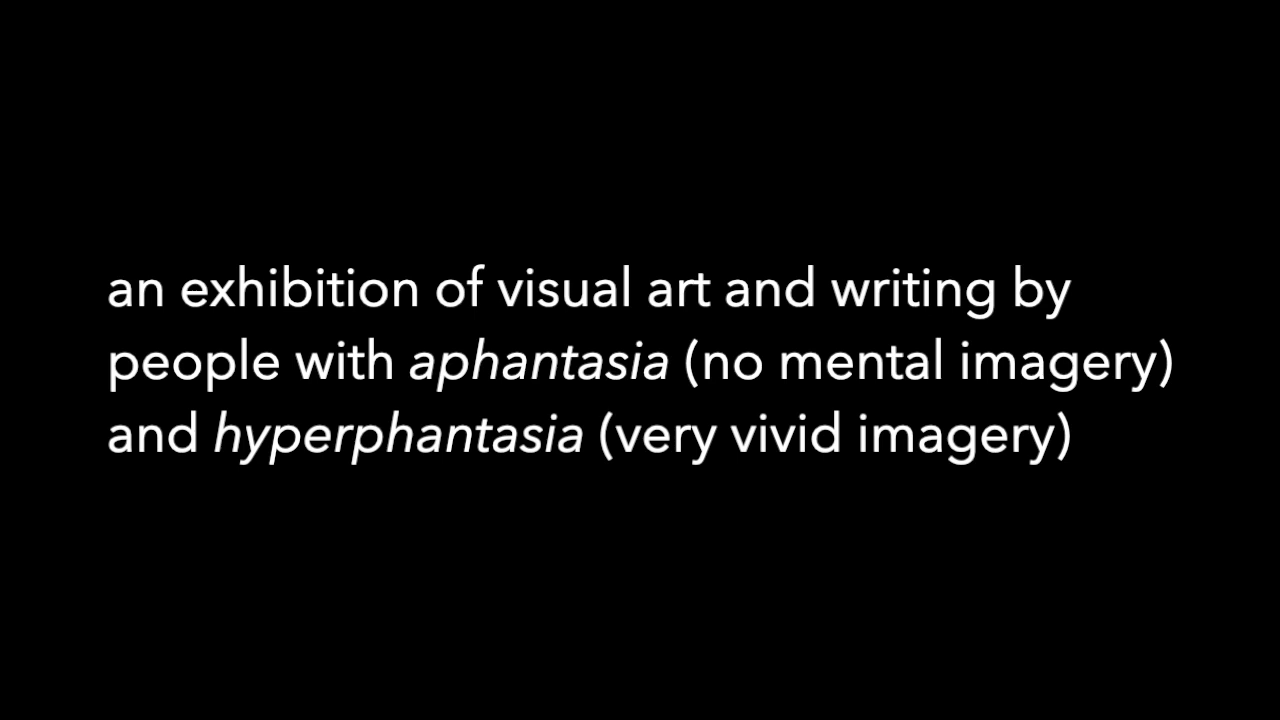 an exhibition of visual art and writing by
people with aphantasia (no mental imagery)
and hyperphantasia (very vivid imagery)